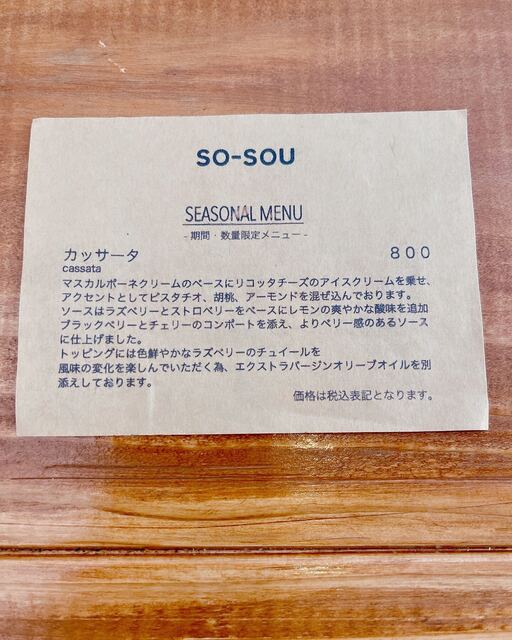 SO-SOU
SEASONAL MENU
- 期間・数量限定メニュー -
カッサータ 800
cassata
マスカルポーネクリームのベースにリコッタチーズのアイスクリームを乗せ、
アクセントとしてピスタチオ、胡桃、アーモンドを混ぜ込んでおります。
ソースはラズベリーとストロベリーをベースにレモンの爽やかな酸味を追加
ブラックベリーとチェリーのコンポートを添え、よりベリー感のあるソース
に仕上げました。
トッピングには色鮮やかなラズベリーのチュイールを
風味の変化を楽しんでいただく為、エクストラバージンオリーブオイルを別
添えしております。
価格は税込表記となります。